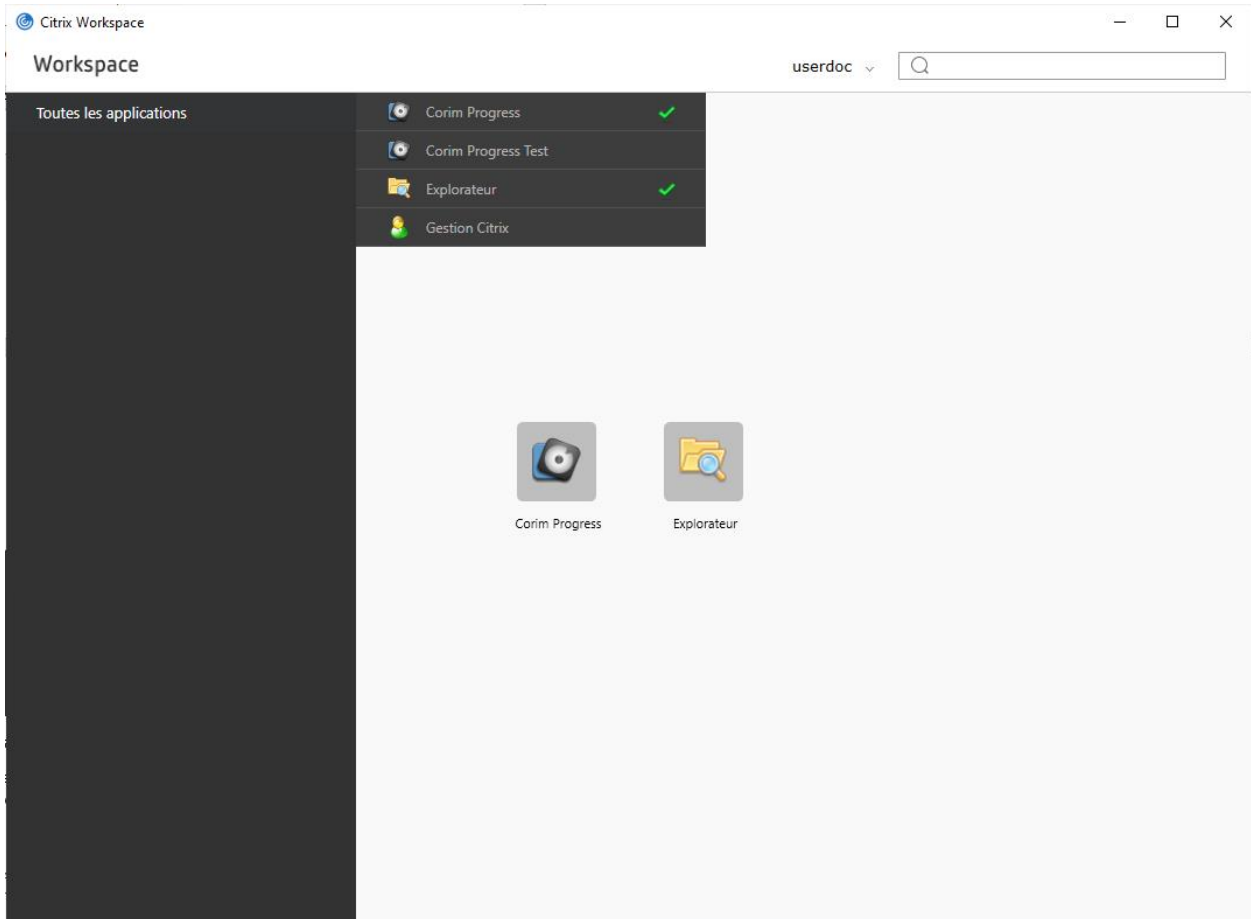 Citrix Workspace
Workspace
userdoc
Toutes les applications
Corim Progress
Corim Progress Test
Explorateur
Gestion Citrix
Corim Progress
Explorateur